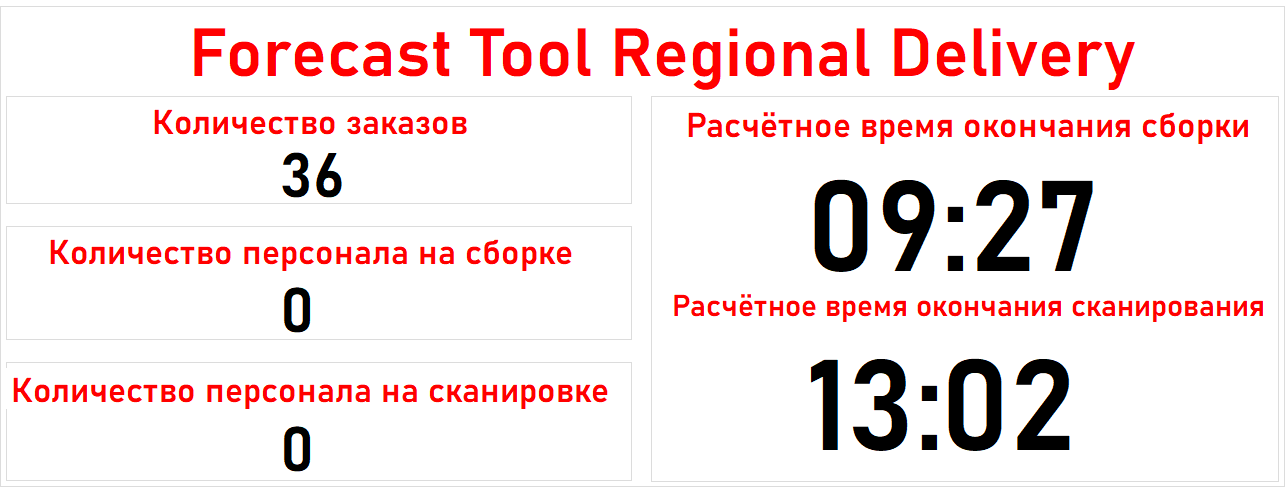 Forecast Tool Regional Delivery
Количество заказов
36
Количество персонала на сборке
0
Количество персонала на сканировке
0
Расчётное время окончания сборки
09:27
Расчётное время окончания сканирования
13:02